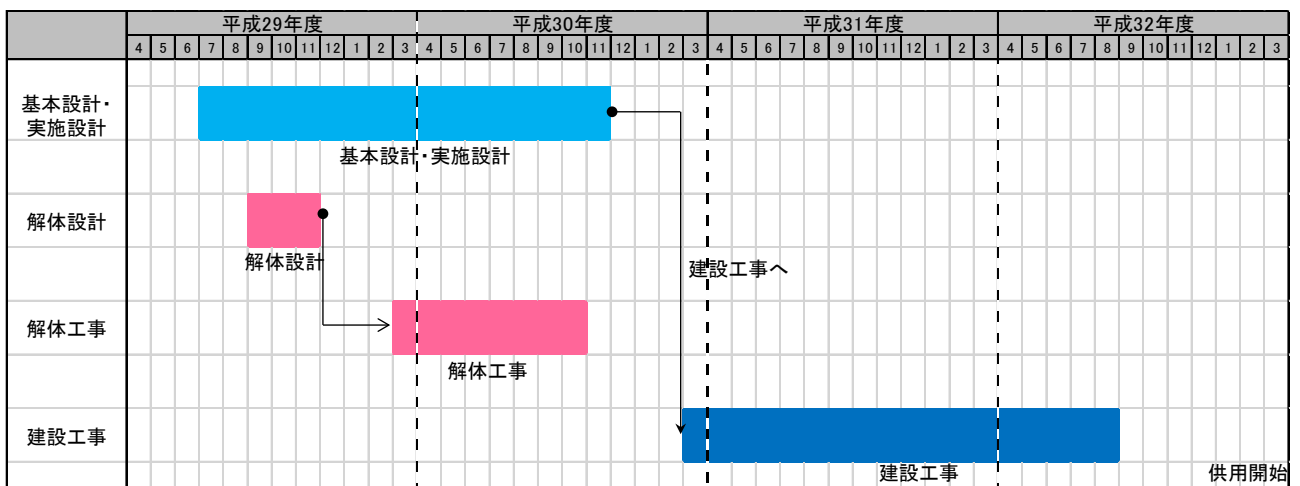 平成29年度 平成30年度 平成31年度 平成32年度
4 5 6 7 8 9 10 11 12 1 2 3 4 5 6 7 8 9 10 11 12 1 2 3 4 5 6 7 8 9 10 11 12 1 2 3 4 5 6 7 8 9 10 11 12 1 2 3
基本設計・
実施設計
基本設計・実施設計
解体設計
解体設計
建設工事へ
解体工事
解体工事
建設工事
建設工事 供用開始